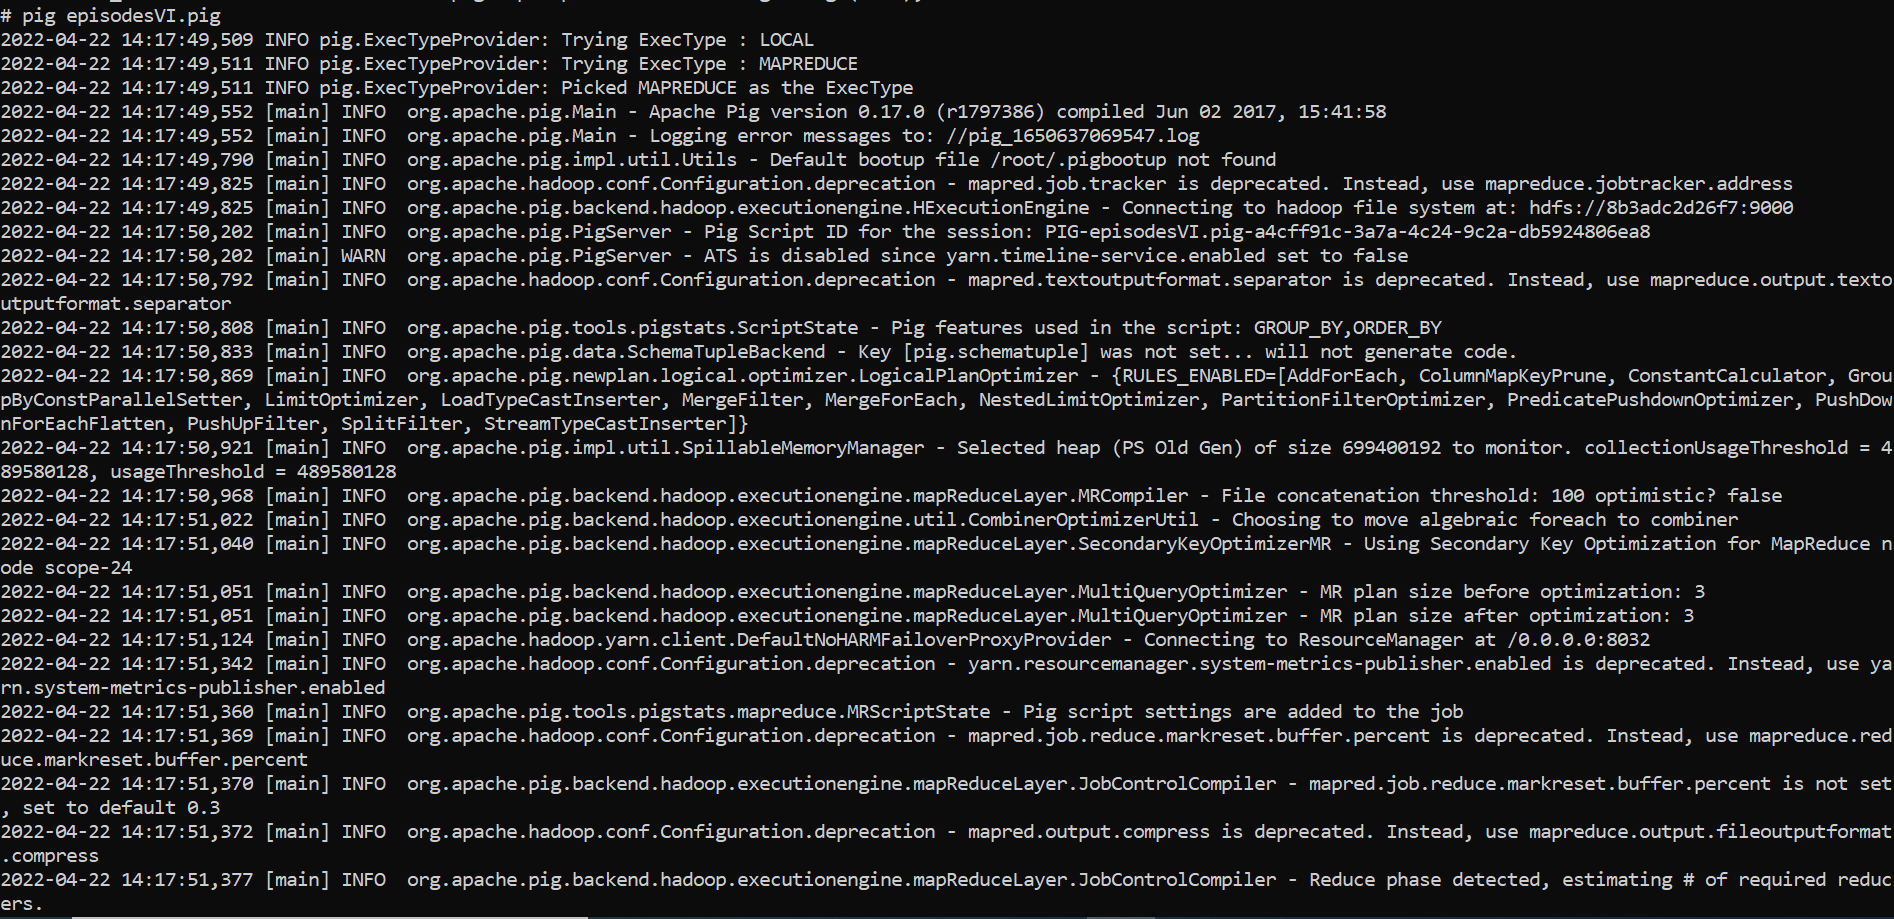 # pig episodesVI.pig
2022-04-22 14:17:49,509 INFO pig.ExecTypeProvider: Trying ExecType : LOCAL
2022-04-22 14:17:49,511 INFO pig.ExecTypeProvider: Trying ExecType : MAPREDUCE
2022-04-22 14:17:49,511 INFO pig.ExecTypeProvider: Picked MAPREDUCE as the ExecType
2022-04-22 14:17:49,552 [main] INFO  org.apache.pig.Main - Apache Pig version 0.17.0 (r1797386) compiled Jun 02 2017, 15:41:58
2022-04-22 14:17:49,552 [main] INFO  org.apache.pig.Main - Logging error messages to: //pig_1650637069547.log
2022-04-22 14:17:49,790 [main] INFO  org.apache.pig.impl.util.Utils - Default bootup file /root/.pigbootup not found
2022-04-22 14:17:49,825 [main] INFO  org.apache.hadoop.conf.Configuration.deprecation - mapred.job.tracker is deprecated. Instead, use mapreduce.jobtracker.address
2022-04-22 14:17:49,825 [main] INFO  org.apache.pig.backend.hadoop.executionengine.HExecutionEngine - Connecting to hadoop file system at: hdfs://8b3adc2d26f7:9000
2022-04-22 14:17:50,202 [main] INFO  org.apache.pig.PigServer - Pig Script ID for the session: PIG-episodesVI.pig-a4cff91c-3a7a-4c24-9c2a-db5924806ea8
2022-04-22 14:17:50,202 [main] WARN  org.apache.pig.PigServer - ATS is disabled since yarn.timeline-service.enabled set to false
2022-04-22 14:17:50,792 [main] INFO  org.apache.hadoop.conf.Configuration.deprecation - mapred.textoutputformat.separator is deprecated. Instead, use mapreduce.output.texto
utputformat.separator
2022-04-22 14:17:50,808 [main] INFO  org.apache.pig.tools.pigstats.ScriptState - Pig features used in the script: GROUP_BY,ORDER_BY
2022-04-22 14:17:50,833 [main] INFO  org.apache.pig.data.SchemaTupleBackend - Key [pig.schematuple] was not set... will not generate code.
2022-04-22 14:17:50,869 [main] INFO  org.apache.pig.newplan.logical.optimizer.LogicalPlanOptimizer - {RULES_ENABLED=[AddForEach, ColumnMapKeyPrune, ConstantCalculator, Grou
pByConstParallelSetter, LimitOptimizer, LoadTypeCastInserter, MergeFilter, MergeForEach, NestedLimitOptimizer, PartitionFilterOptimizer, PredicatePushdownOptimizer, PushDow
nForEachFlatten, PushUpFilter, SplitFilter, StreamTypeCastInserter]}
2022-04-22 14:17:50,921 [main] INFO  org.apache.pig.impl.util.SpillableMemoryManager - Selected heap (PS Old Gen) of size 699400192 to monitor. collectionUsageThreshold = 4
89580128, usageThreshold = 489580128
2022-04-22 14:17:50,968 [main] INFO  org.apache.pig.backend.hadoop.executionengine.mapReduceLayer.MRCompiler - File concatenation threshold: 100 optimistic? false
2022-04-22 14:17:51,022 [main] INFO  org.apache.pig.backend.hadoop.executionengine.util.CombinerOptimizerUtil - Choosing to move algebraic foreach to combiner
2022-04-22 14:17:51,040 [main] INFO  org.apache.pig.backend.hadoop.executionengine.mapReduceLayer.SecondaryKeyOptimizerMR - Using Secondary Key Optimization for MapReduce n
ode scope-24
2022-04-22 14:17:51,051 [main] INFO  org.apache.pig.backend.hadoop.executionengine.mapReduceLayer.MultiQueryOptimizer - MR plan size before optimization: 3
2022-04-22 14:17:51,051 [main] INFO  org.apache.pig.backend.hadoop.executionengine.mapReduceLayer.MultiQueryOptimizer - MR plan size after optimization: 3
2022-04-22 14:17:51,124 [main] INFO  org.apache.hadoop.yarn.client.DefaultNoHARMFailoverProxyProvider - Connecting to ResourceManager at /0.0.0.0:8032
2022-04-22 14:17:51,342 [main] INFO  org.apache.hadoop.conf.Configuration.deprecation - yarn.resourcemanager.system-metrics-publisher.enabled is deprecated. Instead, use ya
rn.system-metrics-publisher.enabled
2022-04-22 14:17:51,360 [main] INFO  org.apache.pig.tools.pigstats.mapreduce.MRScriptState - Pig script settings are added to the job
2022-04-22 14:17:51,369 [main] INFO  org.apache.hadoop.conf.Configuration.deprecation - mapred.job.reduce.markreset.buffer.percent is deprecated. Instead, use mapreduce.red
uce.markreset.buffer.percent
2022-04-22 14:17:51,370 [main] INFO  org.apache.pig.backend.hadoop.executionengine.mapReduceLayer.JobControlCompiler - mapred.job.reduce.markreset.buffer.percent is not set
, set to default 0.3
2022-04-22 14:17:51,372 [main] INFO  org.apache.hadoop.conf.Configuration.deprecation - mapred.output.compress is deprecated. Instead, use mapreduce.output.fileoutputformat
.compress
2022-04-22 14:17:51,377 [main] INFO  org.apache.pig.backend.hadoop.executionengine.mapReduceLayer.JobControlCompiler - Reduce phase detected, estimating # of required reduc
ers.